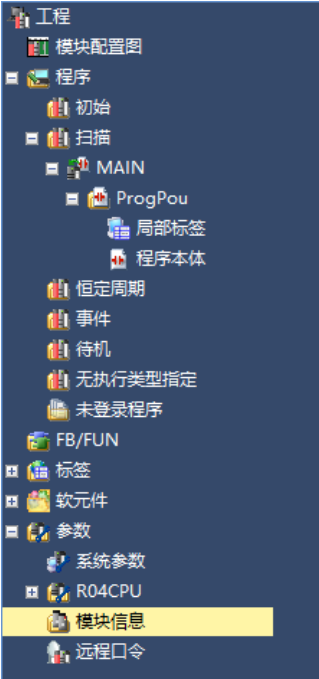 工程
模块配置图
程序
初始
扫描
MAIN
ProgPou
局部标签
程序本体
恒定周期
事件
待机
无执行类型指定
未登录程序
FB/FUN
标签
软元件
参数
系统参数
R04CPU
模块信息
远程口令